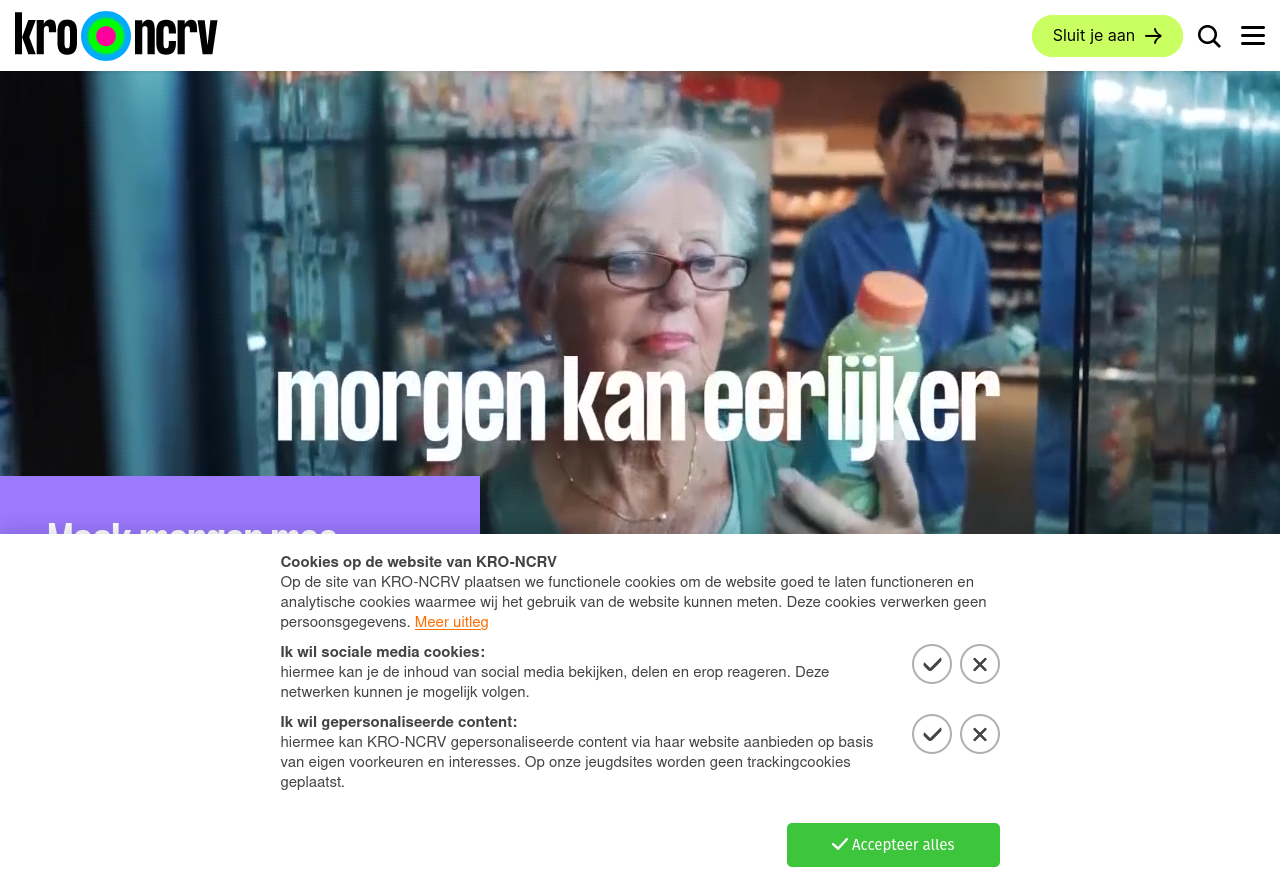 kro ncrv
Sluit je aan
morgen kan eerlijker
Maak morgen mee
Cookies op de website van KRO-NCRV
Op de site van KRO-NCRV plaatsen we functionele cookies om de website goed te laten functioneren en
analytische cookies waarmee wij het gebruik van de website kunnen meten. Deze cookies verwerken geen
persoonsgegevens. Meer uitleg
Ik wil sociale media cookies:
hiermee kan je de inhoud van social media bekijken, delen en erop reageren. Deze
netwerken kunnen je mogelijk volgen.
Ik wil gepersonaliseerde content:
hiermee kan KRO-NCRV gepersonaliseerde content via haar website aanbieden op basis
van eigen voorkeuren en interesses. Op onze jeugdsites worden geen trackingcookies
geplaatst.
Accepteer alles